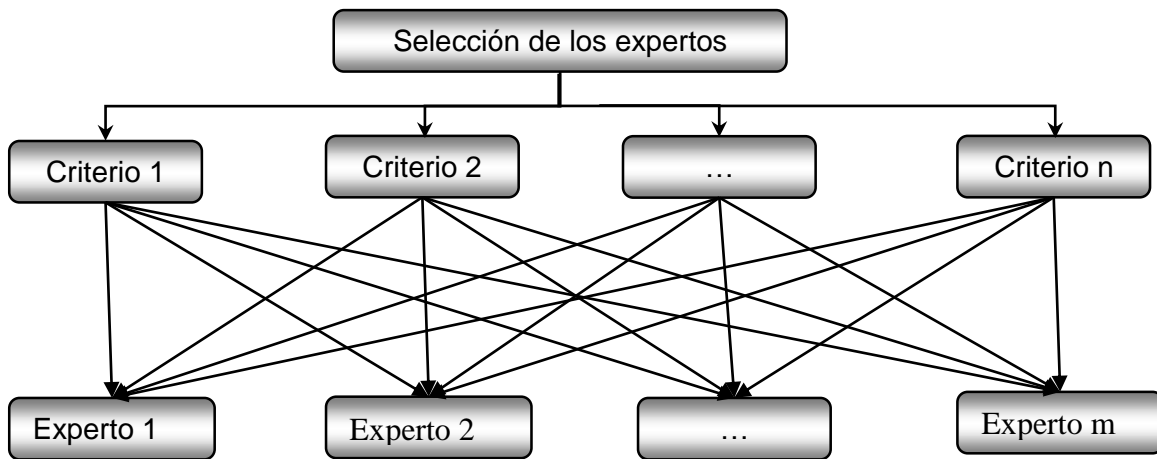 Selección de los expertos
Criterio 1
Criterio 2
...
Criterio n
Experto 1
Experto 2
...
Experto m